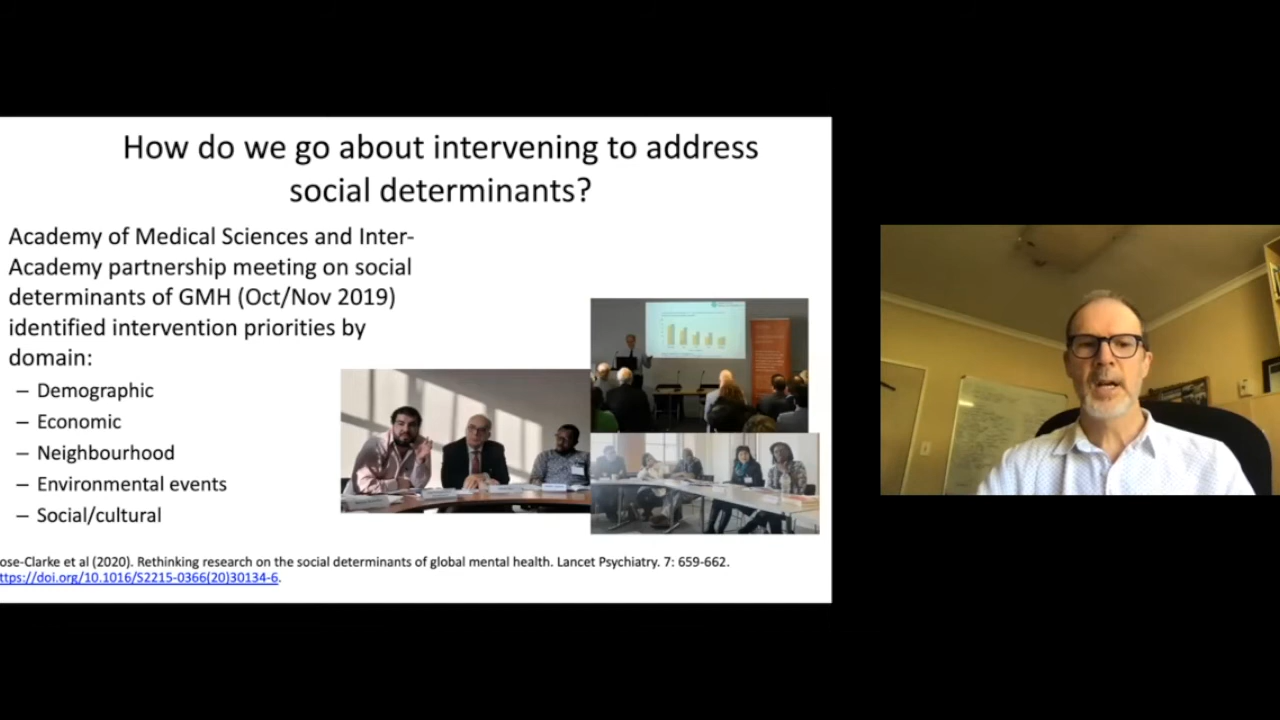 How do we go about intervening to address
social determinants?
Academy of Medical Sciences and Inter-
Academy partnership meeting on social
determinants of GMH (Oct/Nov 2019)
identified intervention priorities by
domain:
– Demographic
– Economic
– Neighbourhood
– Environmental events
– Social/cultural
ose-Clarke et al (2020). Rethinking research on the social determinants of global mental health. Lancet Psychiatry. 7: 659-662.
ttps://doi.org/10.1016/S2215-0366(20)30134-6.